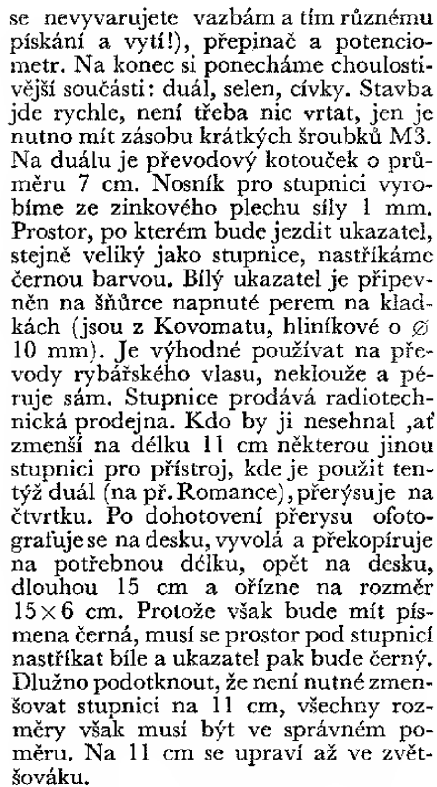 se nevyvarujete vazbám a tím různému
pískání a vytí!), přepinač a potencio-
metr. Na konec si ponecháme choulosti-
vější součásti: duál, selen, cívky. Stavba
jde rychle, není třeba nic vrtat, jen je
nutno mít zásobu krátkých šroubků M3.
Na duálu je převodový kotouček o prů-
měru 7 cm. Nosník pro stupnici vyro-
bíme ze zinkového plechu síly 1 mm.
Prostor, po kterém bude jezdit ukazatel,
stejně veliký jako stupnice, nastříkáme
černou barvou. Bílý ukazatel je připev-
něn na šňůrce napnuté perem na klad-
kách (jsou z Kovomatu, hliníkové o ∅
10 mm). Je výhodné používat na pře-
vody rybářského vlasu, neklouže a pé-
ruje sám. Stupnice prodává radiotech-
nická prodejna. Kdo by ji nesehnal ,ať
zmenší na délku 11 cm některou jinou
stupnici pro přístroj, kde je použit ten-
týž duál (na př. Romance), přerýsuje na
čtvrtku. Po dohotovení přerysu ofoto-
grafuje se na desku, vyvolá a překopíruje
na potřebnou délku, opět na desku,
dlouhou 15 cm a ořízne na rozměr
15×6 cm. Protože však bude mít pís-
mena černá, musí se prostor pod stupnicí
nastříkat bíle a ukazatel pak bude černý.
Dlužno podotknout, že není nutné zmen-
šovat stupnici na 11 cm, všechny roz-
měry však musí být ve správném po-
měru. Na 11 cm se upraví až ve zvět-
šováku.